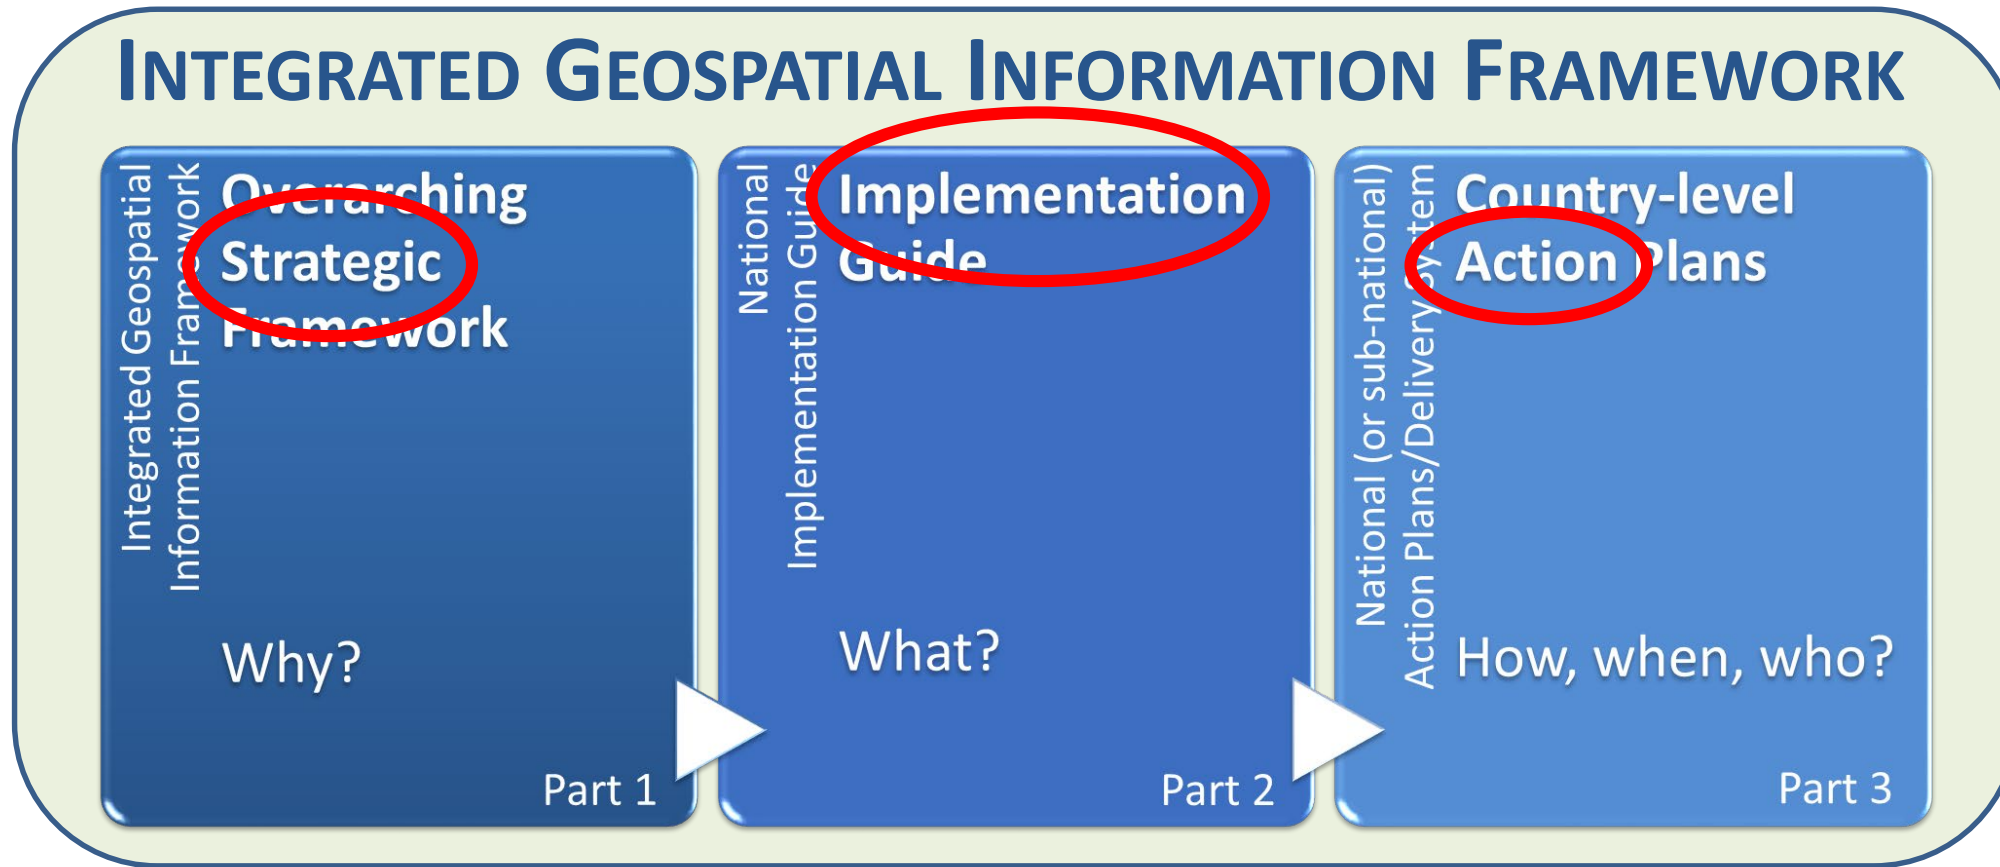 INTEGRATED GEOSPATIAL INFORMATION FRAMEWORK
Integrated Geospatial
Information Framework
Overarching
Strategic
Framework
Why?
Part 1
National
Implementation Guide
Implementation
Guide
What?
Part 2
National (or sub-national)
Action Plans/Delivery System
Country-level
Action Plans
How, when, who?
Part 3